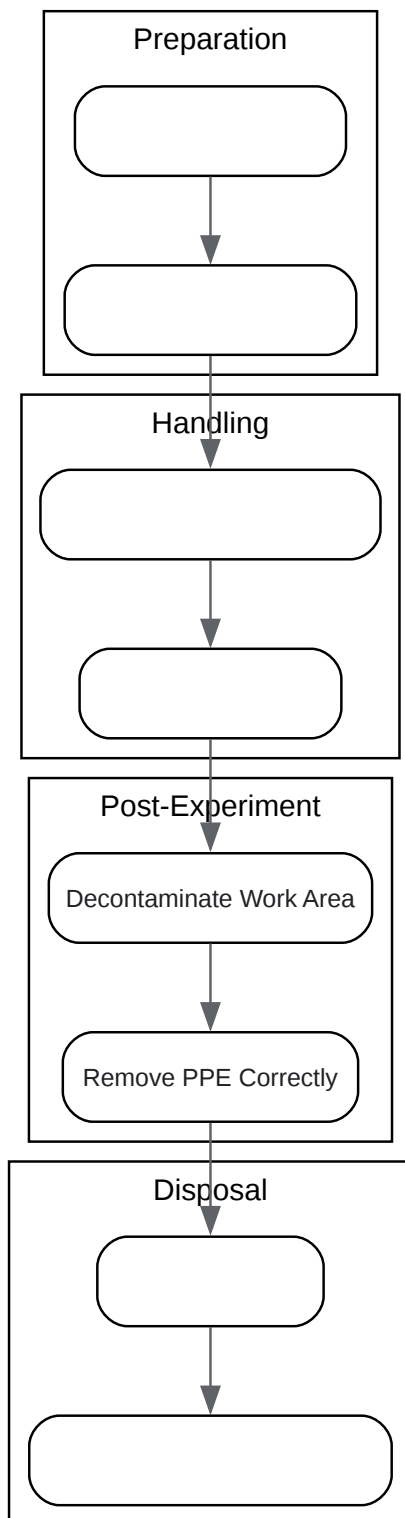 Preparation
Handling
Post-Experiment
Decontaminate Work Area
Remove PPE Correctly
Disposal